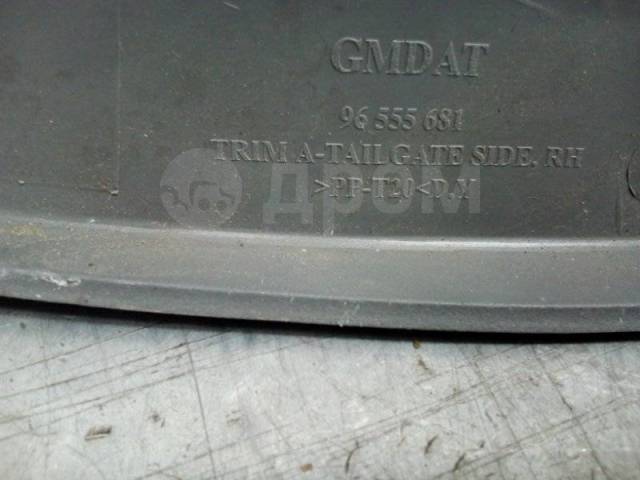 GMDAT
96 555 681
TRIM A-TAIL GATE SIDE, RH
>PP-T20<D.Y
дром